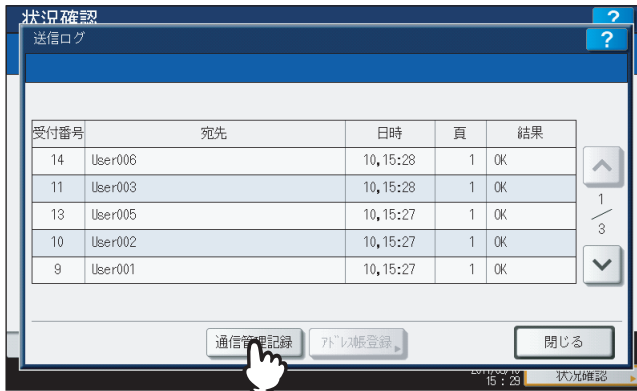 状況確認
?
送信ログ
?
受付番号 宛先 日時 頁 結果
14 User006 10,15:28 1 OK
11 User003 10,15:28 1 OK
13 User005 10,15:27 1 OK
10 User002 10,15:27 1 OK
9 User001 10,15:27 1 OK
1
3
通信管理記録 ｱﾄﾞﾚｽ帳登録 閉じる
15:29 状況確認